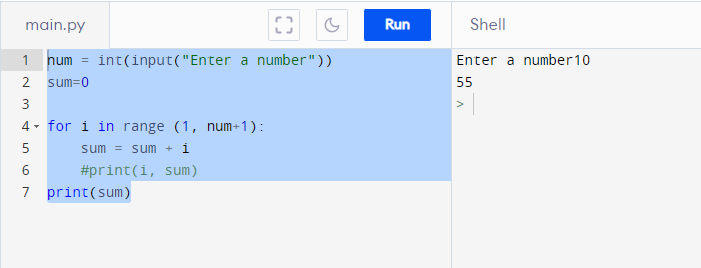 main.py
Run
Shell
1 num = int(input("Enter a number"))
2 sum=0
3
4 for i in range (1, num+1):
5     sum = sum + i
6     #print(i, sum)
7 print(sum)
Enter a number10
55
>